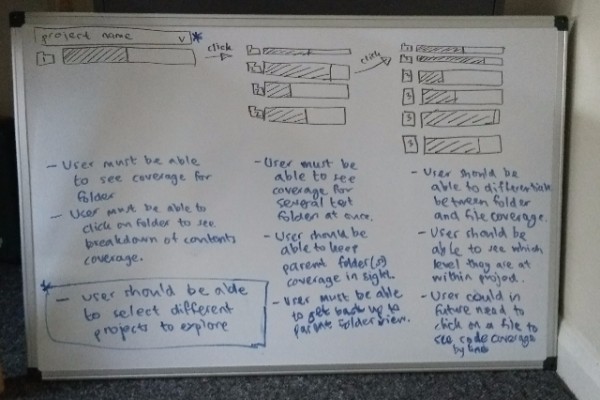 project name v *
click
click
- User must be able
to see coverage for
folder
- User must be able to
click on folder to see
breakdown of contents
coverage.
*
- User should be able
to select different
projects to explore
- User must be
able to see
coverage for
several test
folder at once.
- User should be
able to keep
parent folder(s)
coverage in sight.
- User must be able
to get back up to
parent folder view.
- User should be
able to differentiate
between folder
and file coverage.
- User should be
able to see which
level they are at
within project.
- User could in
future need to
click on a file to
see code coverage
by line